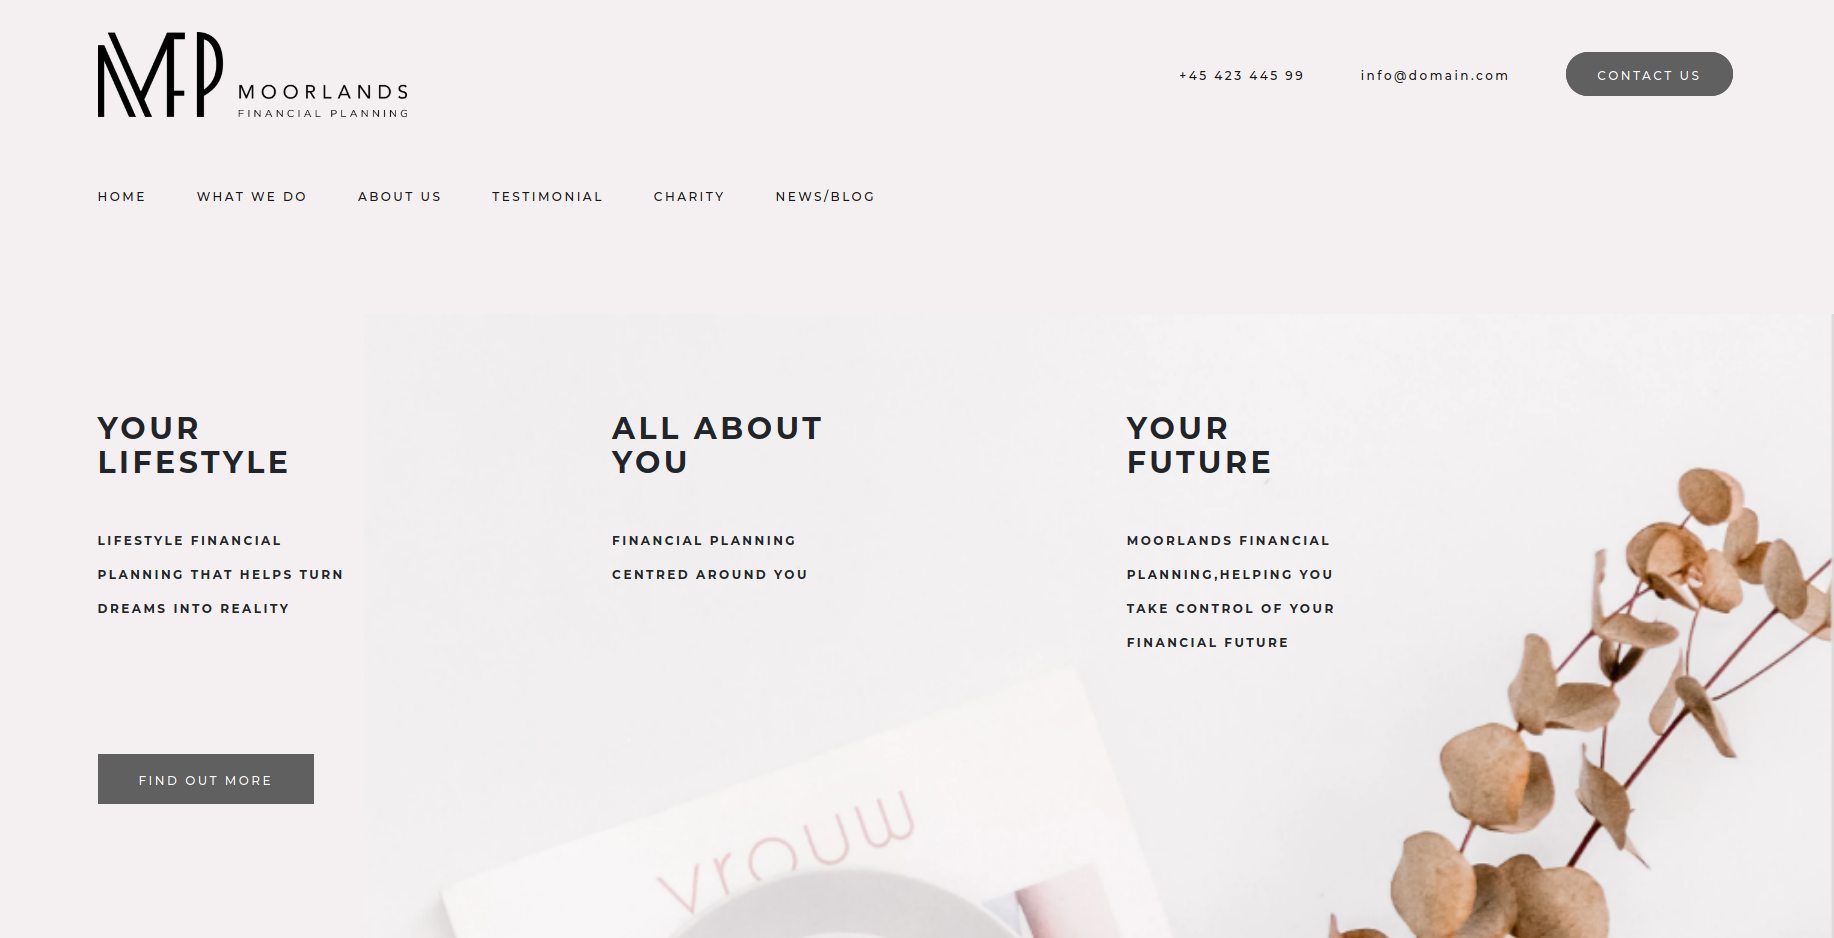 MFP MOORLANDS
FINANCIAL PLANNING
+45 423 445 99
info@domain.com
CONTACT US
HOME
WHAT WE DO
ABOUT US
TESTIMONIAL
CHARITY
NEWS/BLOG
YOUR
LIFESTYLE
LIFESTYLE FINANCIAL
PLANNING THAT HELPS TURN
DREAMS INTO REALITY
FIND OUT MORE
ALL ABOUT
YOU
FINANCIAL PLANNING
CENTRED AROUND YOU
YOUR
FUTURE
MOORLANDS FINANCIAL
PLANNING,HELPING YOU
TAKE CONTROL OF YOUR
FINANCIAL FUTURE
vrouw